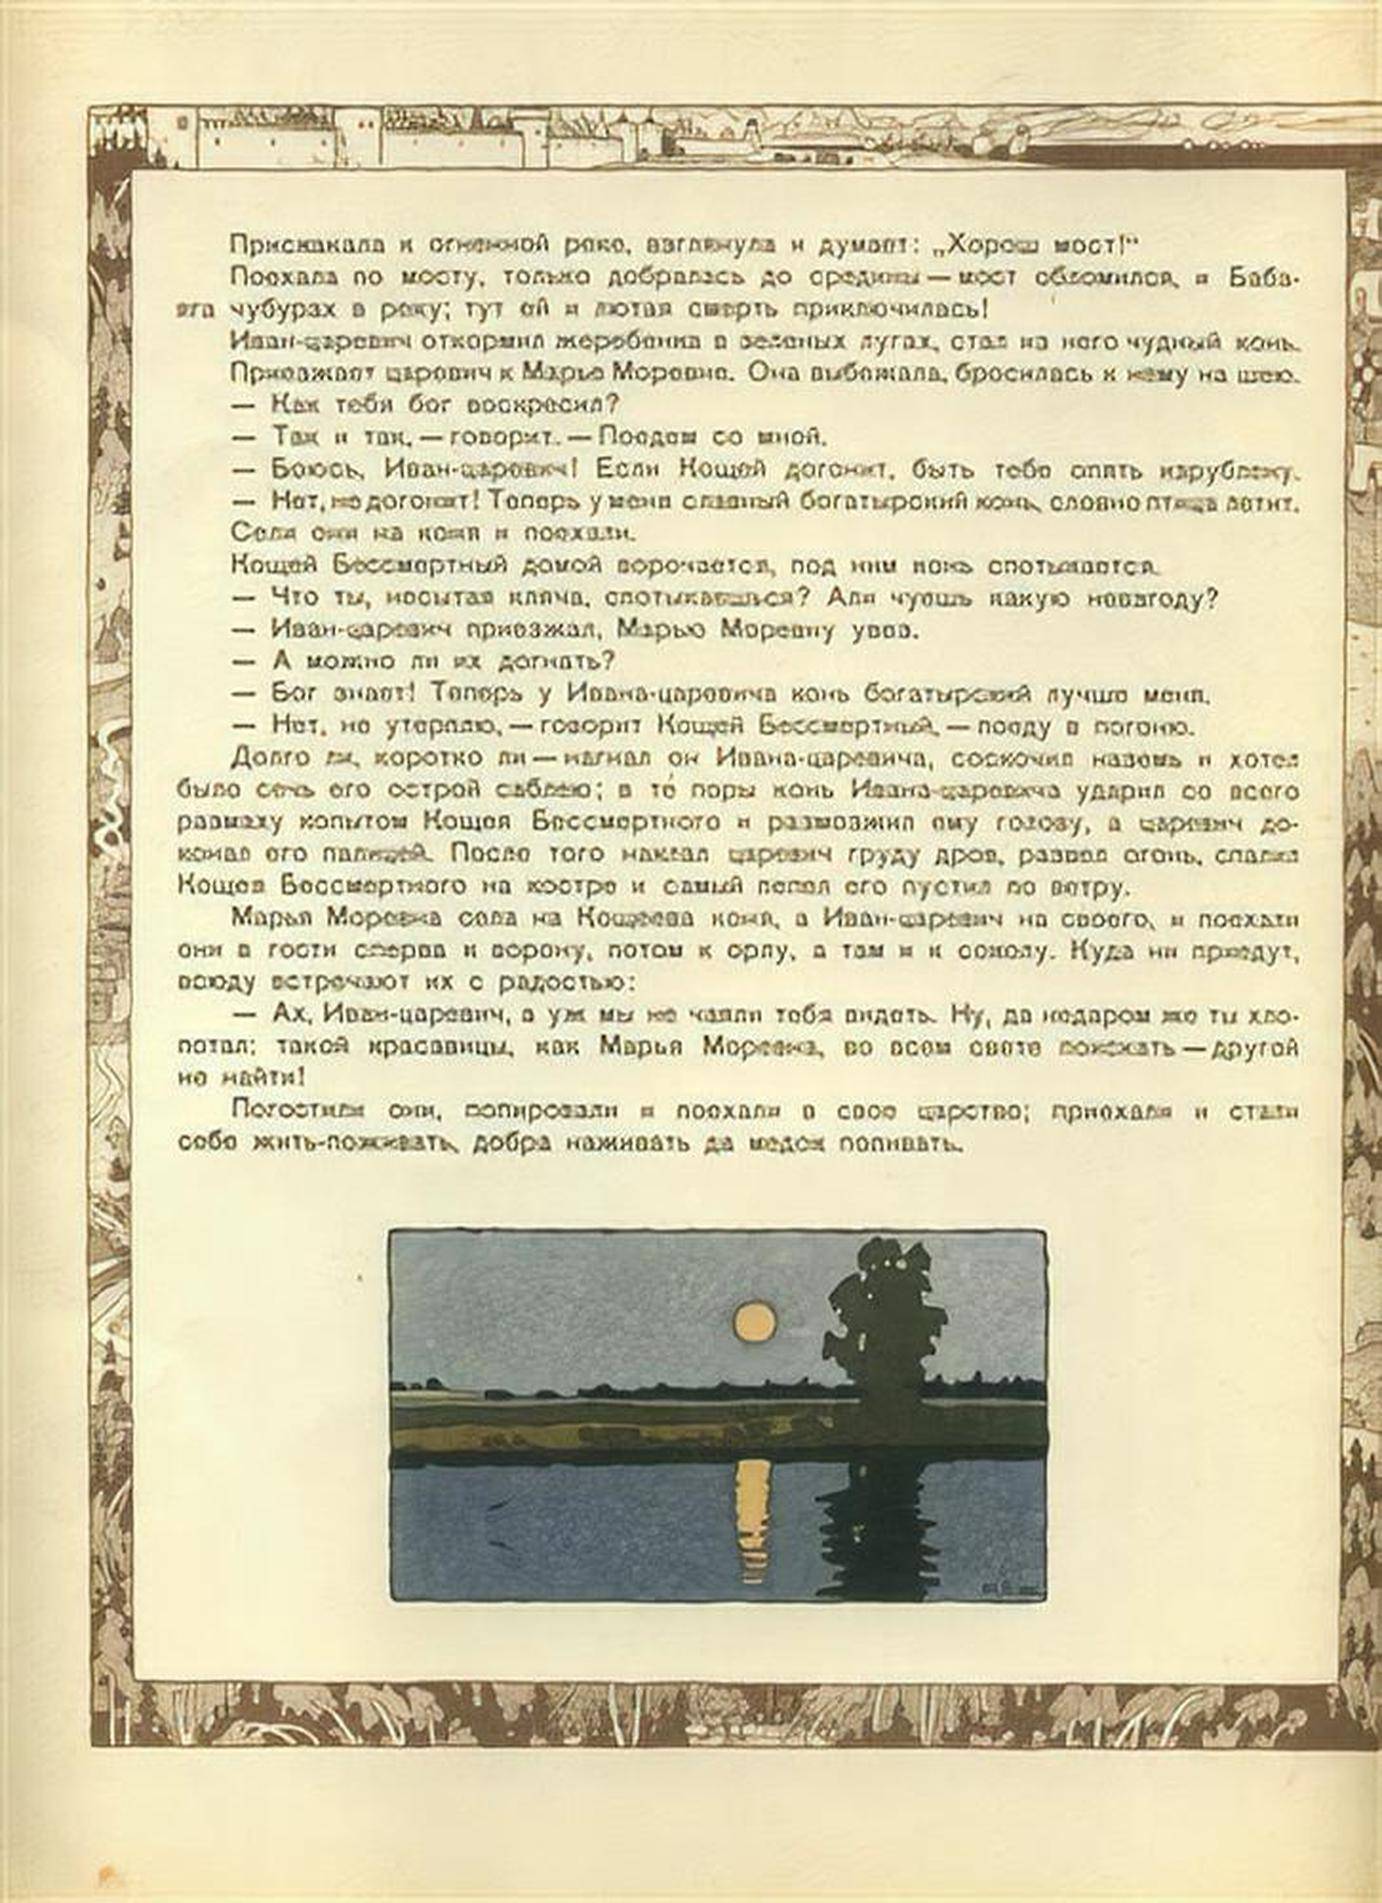 Прискакала к огненной реке, взглянула и думает: „Хорош мост!“
Поехала по мосту, только добралась до средины — мост обломился, и Баба-
яга чубурах в реку; тут ей и лютая смерть приключилась!
Иван-царевич откормил жеребенка в зеленых лугах, стал из него чудный конь.
Приезжает царевич к Марье Моревне. Она выбежала, бросилась к нему на шею.
— Как тебя бог воскресил?
— Так и так, — говорит. — Поедем со мной.
— Боюсь, Иван-царевич! Если Кощей догонит, быть тебе опять изрублену.
— Нет, не догонит! Теперь у меня славный богатырский конь, словно птица летит.
Сели они на коня и поехали.
Кощей Бессмертный домой ворочается, под ним конь спотыкается.
— Что ты, несытая кляча, спотыкаешься? Али чуешь какую невзгоду?
— Иван-царевич приезжал, Марью Моревну увез.
— А можно ли их догнать?
— Бог знает! Теперь у Ивана-царевича конь богатырский лучше меня.
— Нет, не утерплю, — говорит Кощей Бессмертный, — поеду в погоню.
Долго ли, коротко ли — нагнал он Ивана-царевича, соскочил наземь и хотел
было сечь его острой саблею; в те́ поры конь Ивана-царевича ударил со всего
размаху копытом Кощея Бессмертного и размозжил ему голову, а царевич до-
конал его палицей. После того наклал царевич груду дров, развел огонь, спалил
Кощея Бессмертного на костре и самый пепел его пустил по ветру.
Марья Моревна села на Кощеева коня, а Иван-царевич на своего, и поехали
они в гости сперва к ворону, потом к орлу, а там и к соколу. Куда ни приедут,
всюду встречают их с радостью:
— Ах, Иван-царевич, а уж мы не чаяли тебя видеть. Ну, да недаром же ты хло-
потал: такой красавицы, как Марья Моревна, во всем свете поискать — другой
не найти!
Погостили они, попировали и поехали в свое царство; приехали и стали
себе жить-поживать, добра наживать да медок попивать.